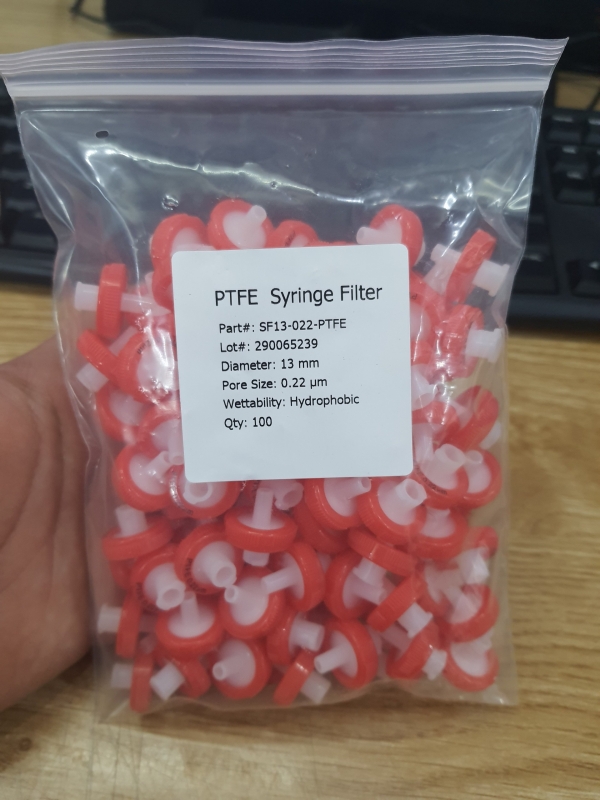 PTFE Syringe Filter
Part#: SF13-022-PTFE
Lot#: 290065239
Diameter: 13 mm
Pore Size: 0.22 μm
Wettability: Hydrophobic
Qty: 100